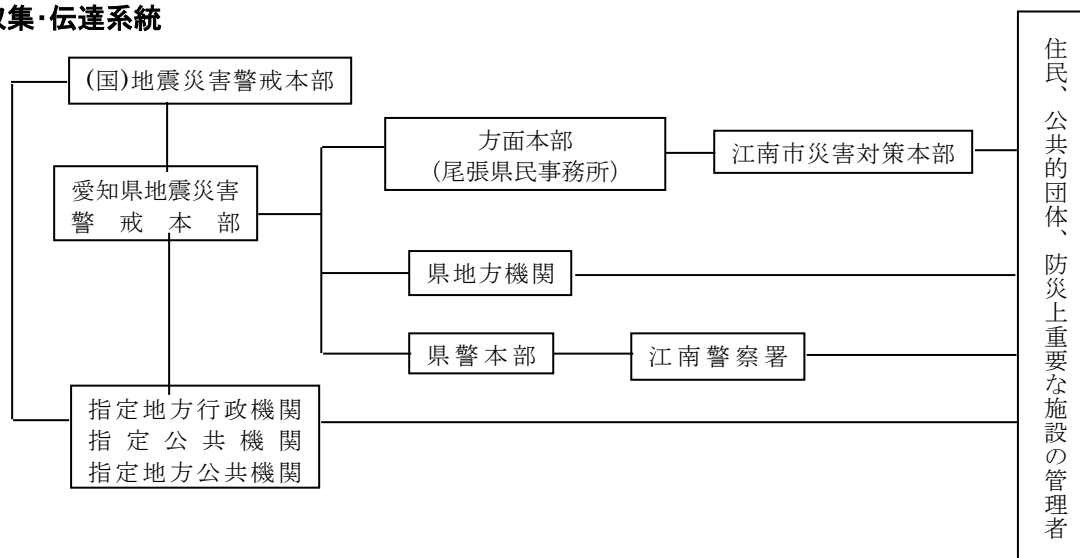 集・伝達系統
(国)地震災害警戒本部
方面本部
(尾張県民事務所)
江南市災害対策本部
愛知県地震災害
警戒本部
県地方機関
県警本部
江南警察署
指定地方行政機関
指定公共機関
指定地方公共機関
住民、公共的団体、防災上重要な施設の管理者